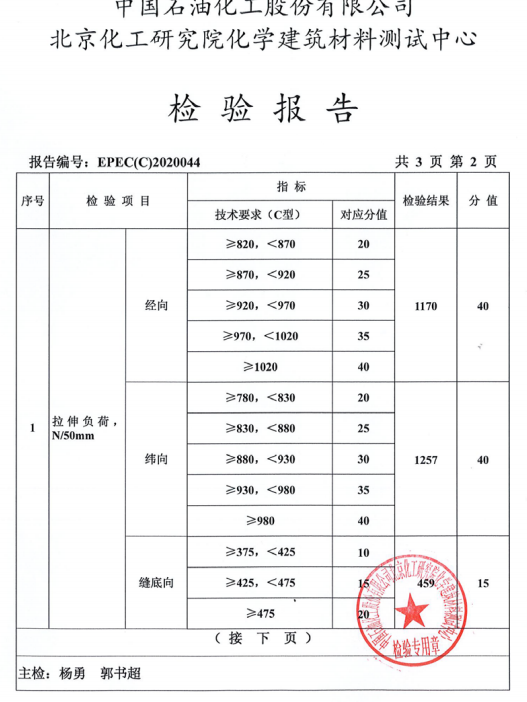 中国石油化工股份有限公司
北京化工研究院化学建筑材料测试中心
检 验 报 告
报告编号：EPEC(C)2020044 共 3 页 第 2 页
序号 检 验 项 目 指 标 检验结果 分 值
技术要求（C型） 对应分值
1 拉伸负荷，N/50mm
经向
≥820，＜870 20
≥870，＜920 25
≥920，＜970 30
≥970，＜1020 35
≥1020 40
1170 40
纬向
≥780，＜830 20
≥830，＜880 25
≥880，＜930 30
≥930，＜980 35
≥980 40
1257 40
缝底向
≥375，＜425 10
≥425，＜475 15
≥475 20
459 15
检验专用章
（ 接 下 页 ）
主检：杨勇 郭书超